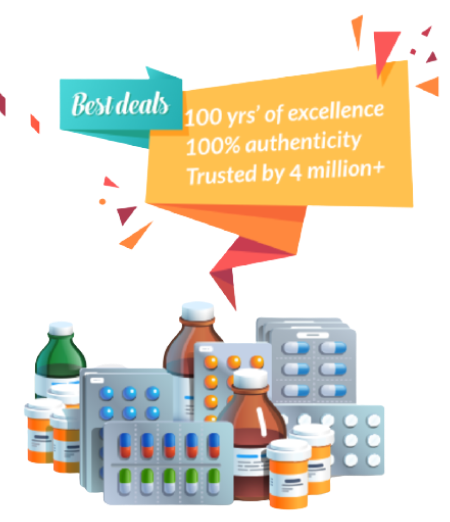 Best deals
100 yrs' of excellence
100% authenticity
Trusted by 4 million+